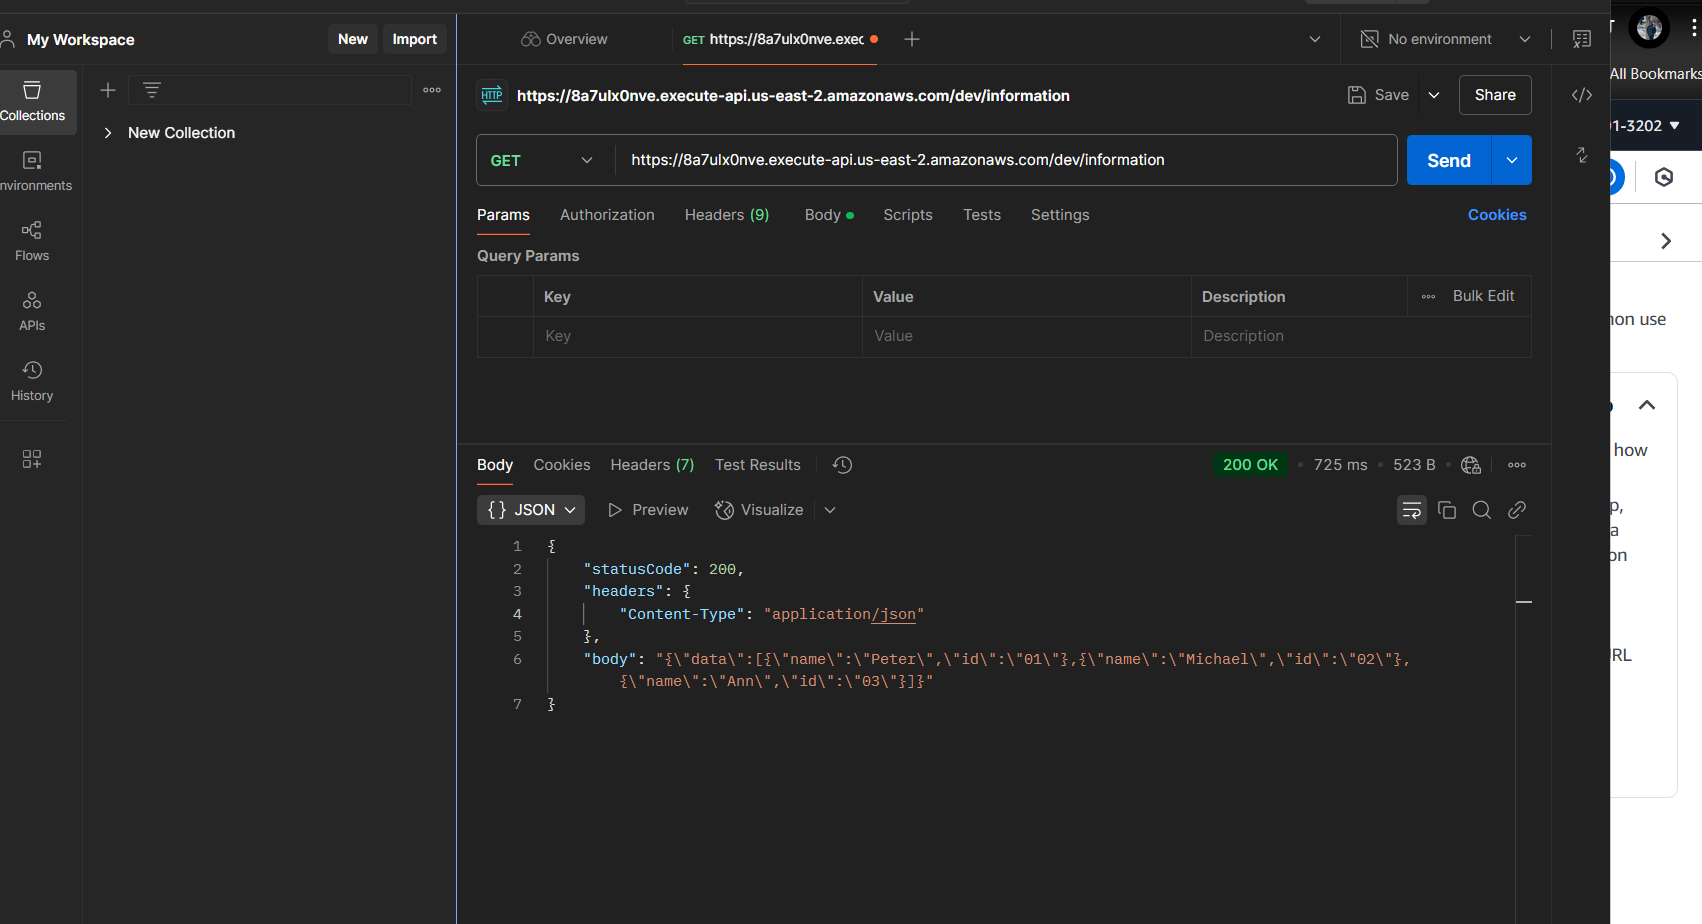 My Workspace
New
Import
Overview
GET https://8a7ulx0nve.exec
No environment
All Bookmarks
Collections
New Collection
https://8a7ulx0nve.execute-api.us-east-2.amazonaws.com/dev/information
Save
Share
01-3202
GET
https://8a7ulx0nve.execute-api.us-east-2.amazonaws.com/dev/information
Send
nvironments
Params
Authorization
Headers (9)
Body
Scripts
Tests
Settings
Cookies
Flows
Query Params
Key
Value
Description
Bulk Edit
APIs
Key
Value
Description
non use
History
how
Body
Cookies
Headers (7)
Test Results
200 OK
725 ms
523 B
{} JSON
Preview
Visualize
p,
a
on
1 {
2 "statusCode": 200,
3 "headers": {
4 "Content-Type": "application/json"
5 },
6 "body": "{\"data\":[{\"name\":\"Peter\",\"id\":\"01\"},{\"name\":\"Michael\",\"id\":\"02\"},
{\"name\":\"Ann\",\"id\":\"03\"}]}"
7 }
RL